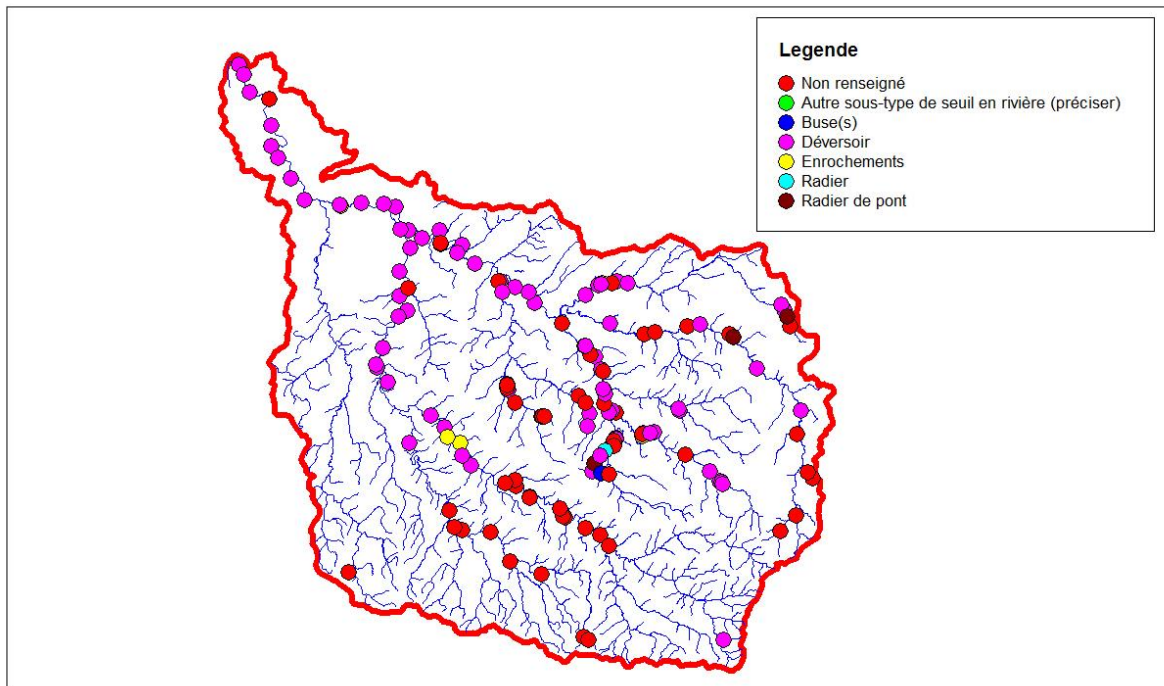 Legende
Non renseigné
Autre sous-type de seuil en rivière (préciser)
Buse(s)
Déversoir
Enrochements
Radier
Radier de pont